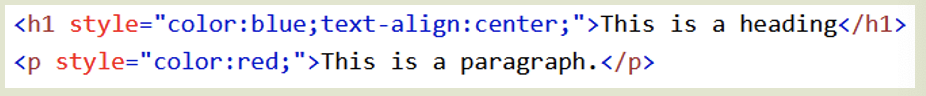 <h1 style="color:blue;text-align:center;">This is a heading</h1>
<p style="color:red;">This is a paragraph.</p>